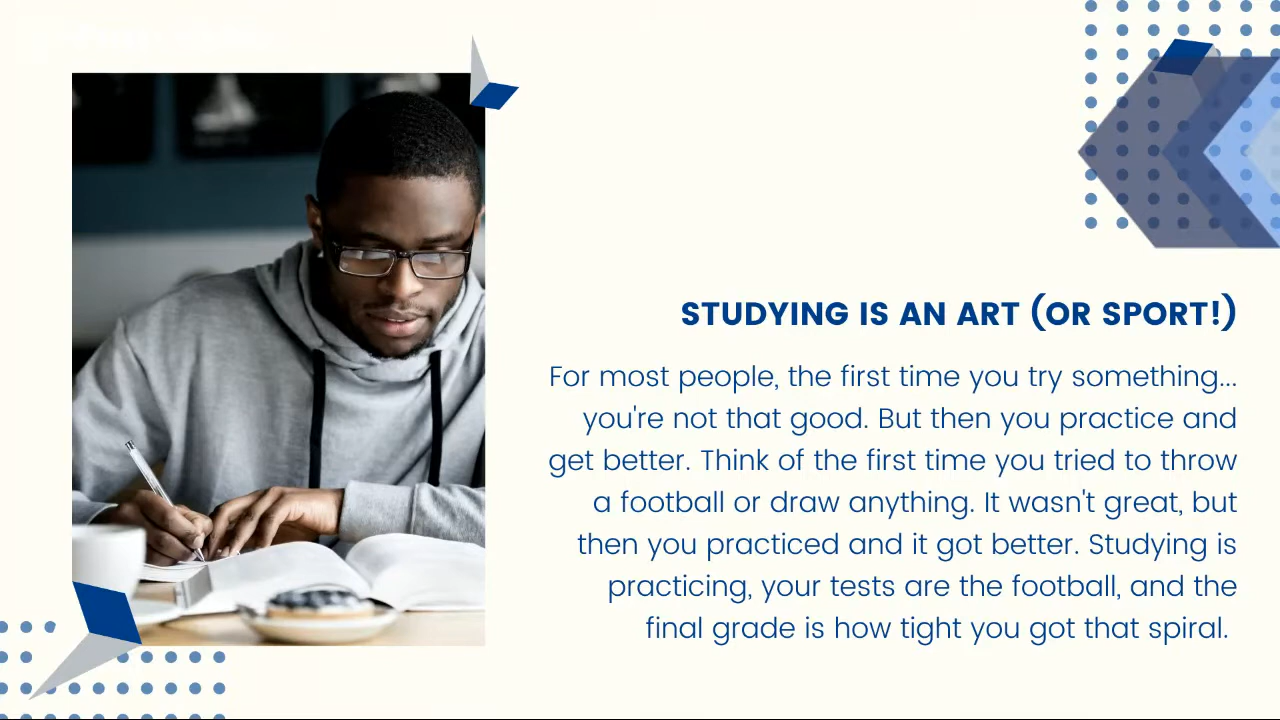 STUDYING IS AN ART (OR SPORT!)
For most people, the first time you try something...
you're not that good. But then you practice and
get better. Think of the first time you tried to throw
a football or draw anything. It wasn't great, but
then you practiced and it got better. Studying is
practicing, your tests are the football, and the
final grade is how tight you got that spiral.